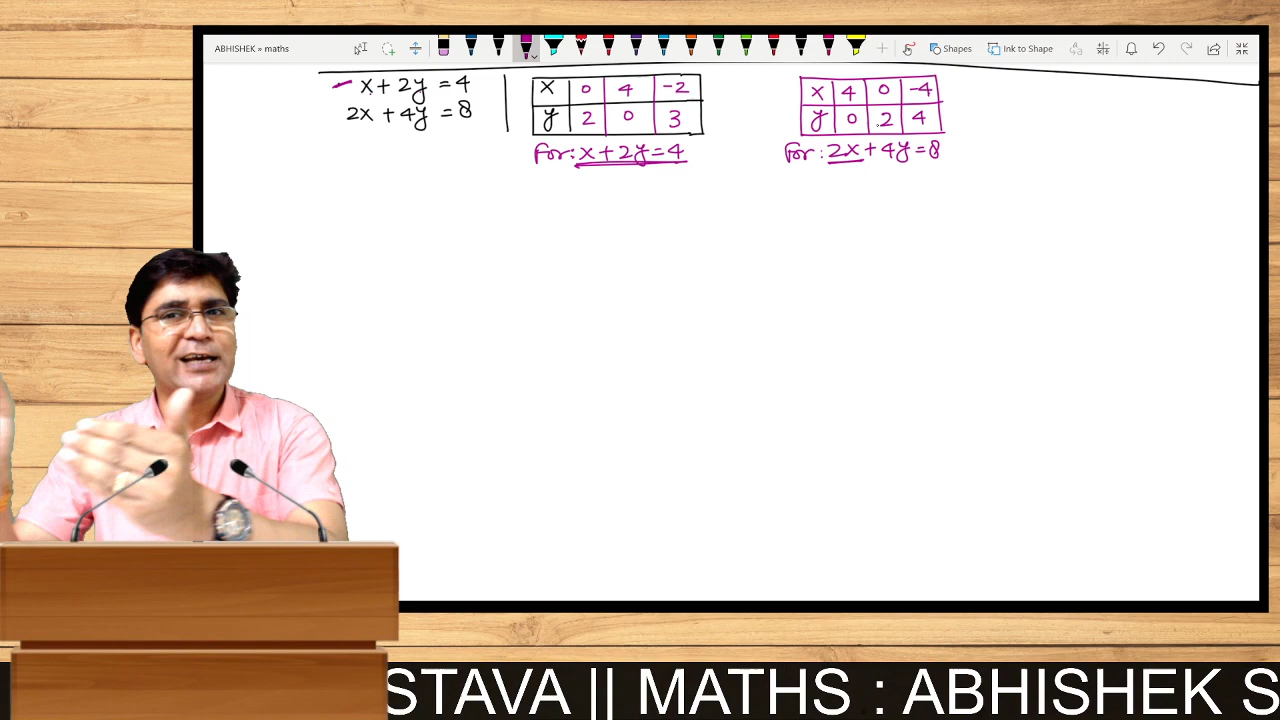 ABHISHEK » maths
Shapes
Ink to Shape
x + 2y = 4
2x + 4y = 8
x 0 4 -2
y 2 0 3
For: x + 2y = 4
x 4 0 -4
y 0 2 4
For: 2x + 4y = 8
STAVA || MATHS : ABHISHEK S